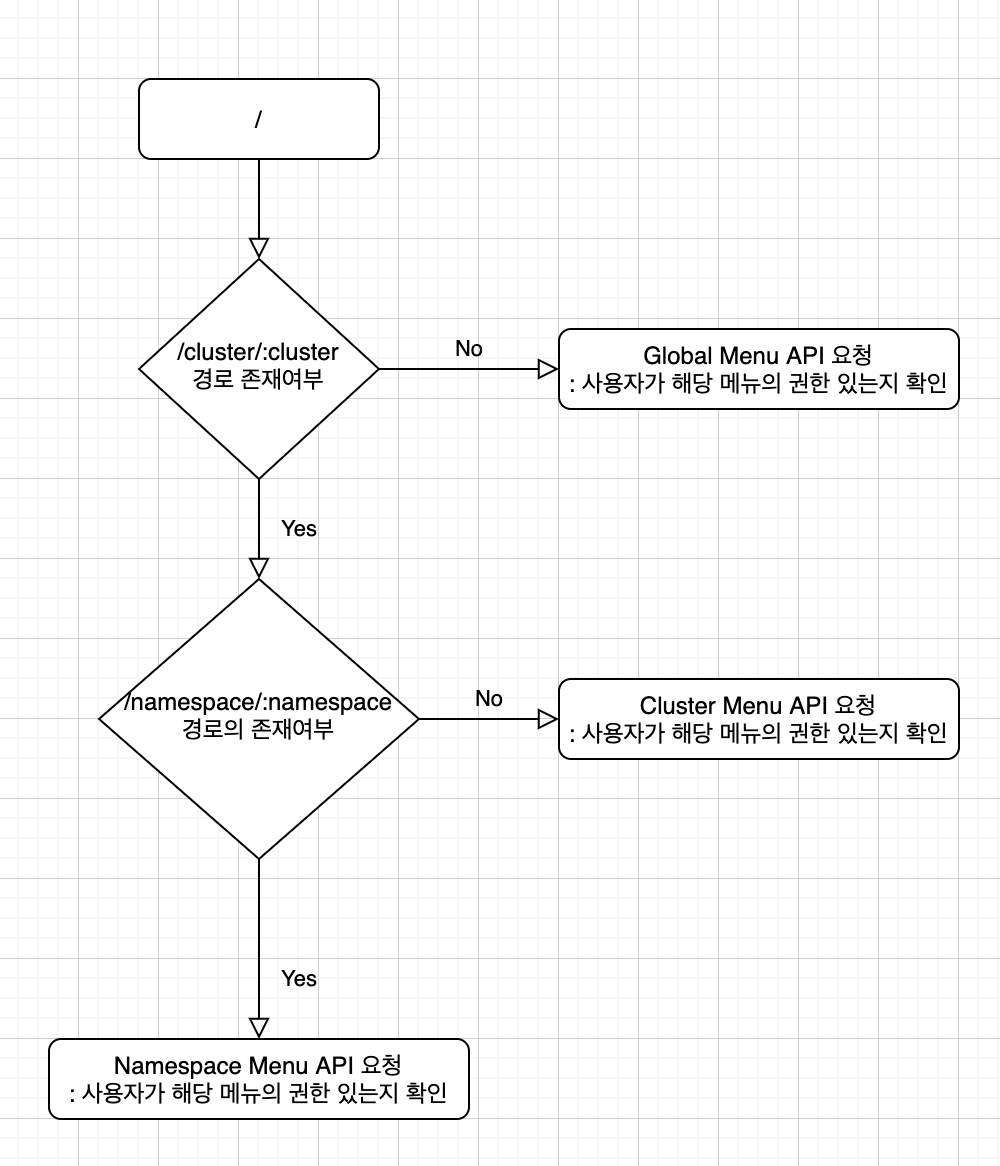 /
/cluster/:cluster
경로 존재여부
No
Global Menu API 요청
: 사용자가 해당 메뉴의 권한 있는지 확인
Yes
/namespace/:namespace
경로의 존재여부
No
Cluster Menu API 요청
: 사용자가 해당 메뉴의 권한 있는지 확인
Yes
Namespace Menu API 요청
: 사용자가 해당 메뉴의 권한 있는지 확인